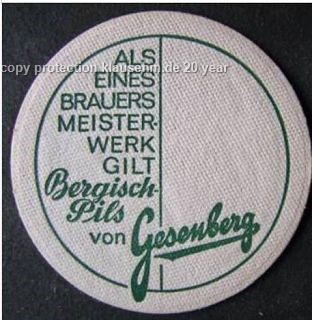 ALS
copy protection klausehm.de 20 year
EINES
BRAUERS
MEISTER-
WERK
GILT
Bergisch-
Pils
von Gesenberg